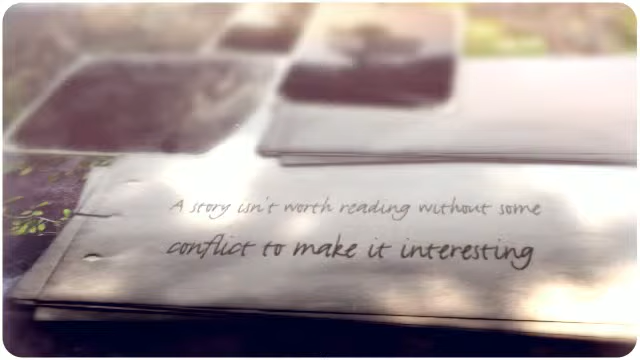 A story isn't worth reading without some
conflict to make it interesting